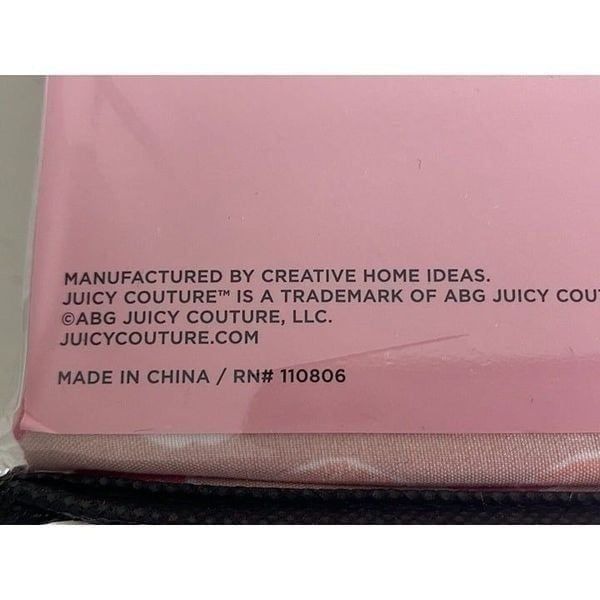 MANUFACTURED BY CREATIVE HOME IDEAS.
JUICY COUTURE™ IS A TRADEMARK OF ABG JUICY COU
©ABG JUICY COUTURE, LLC.
JUICYCOUTURE.COM
MADE IN CHINA / RN# 110806